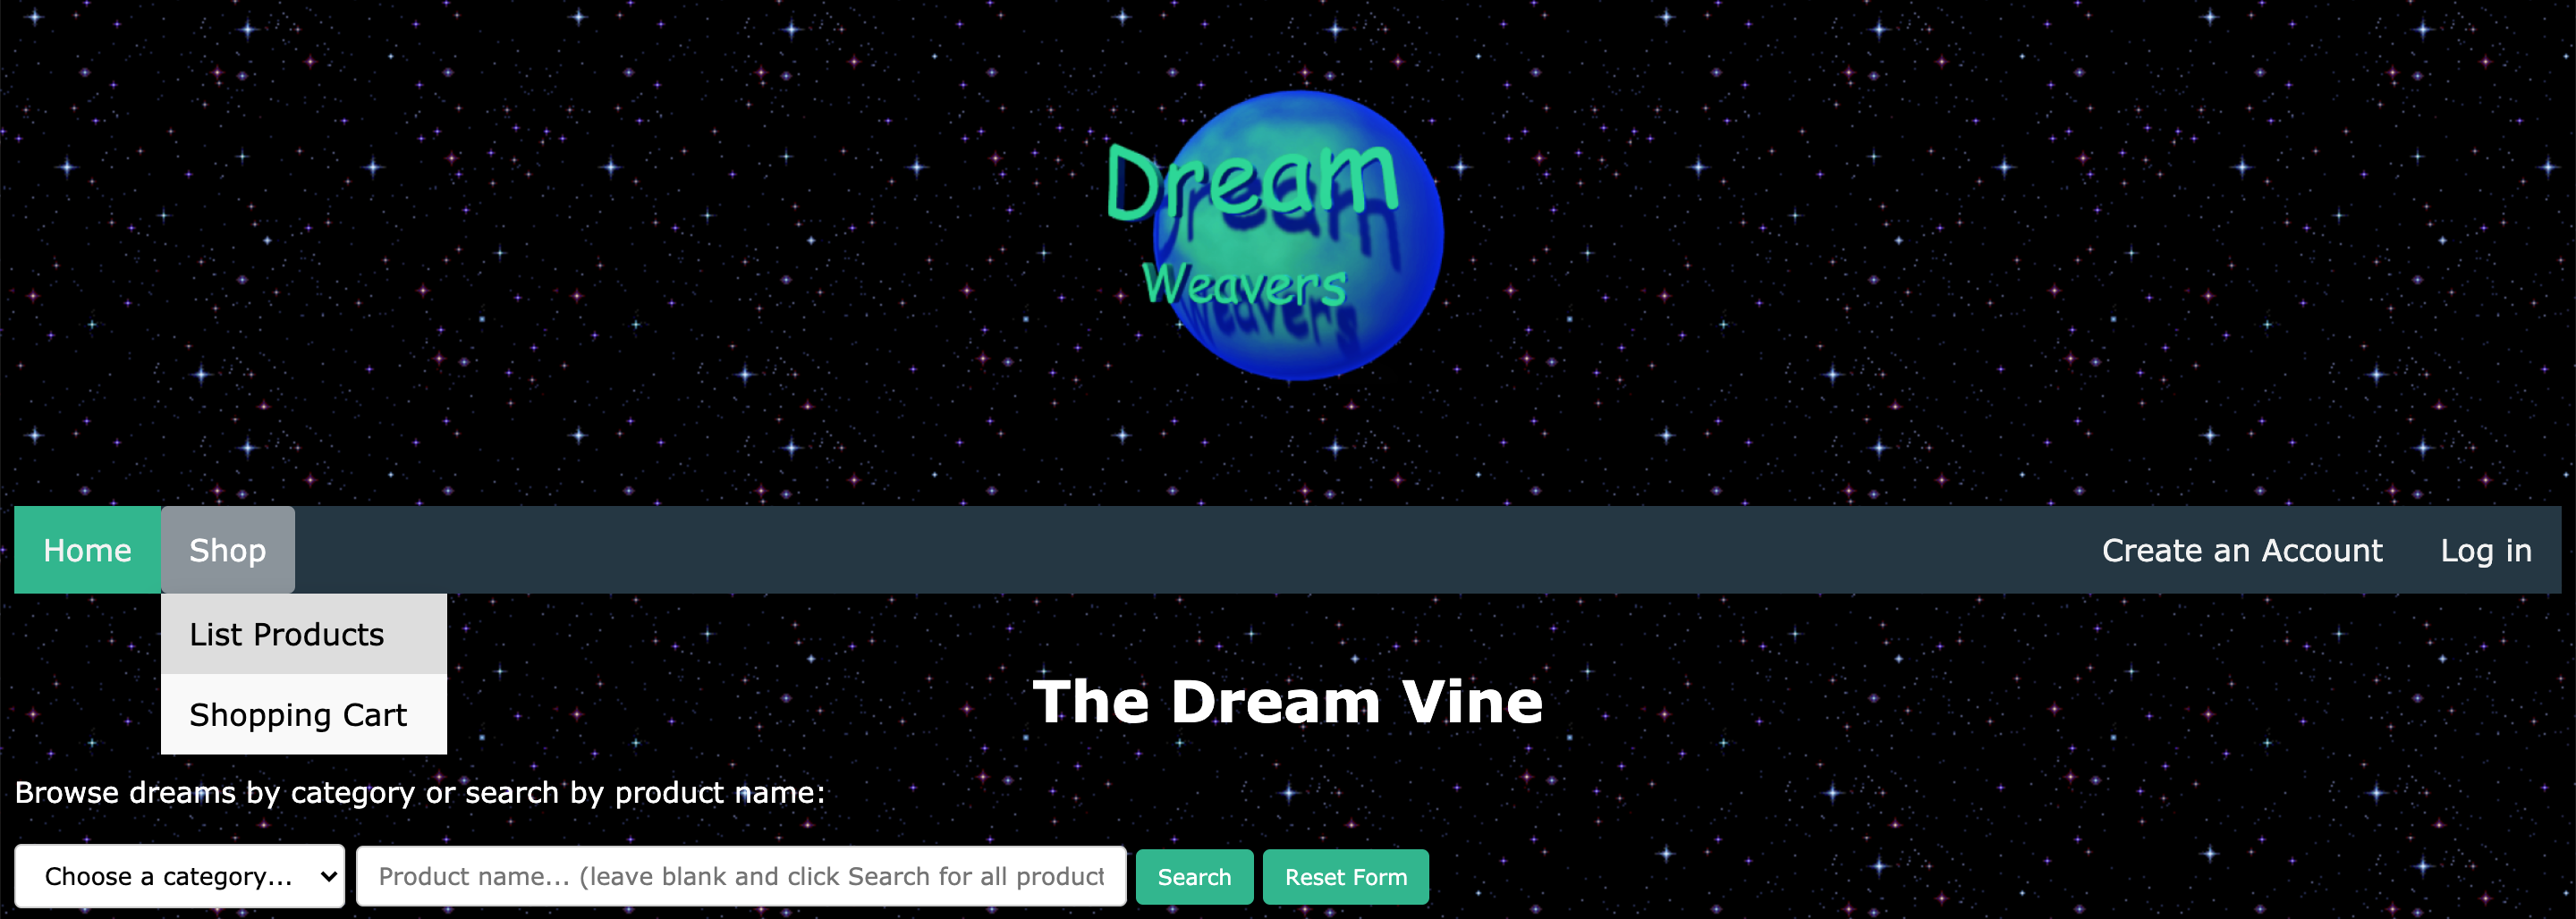 Dream
Weavers
Home Shop Create an Account Log in
List Products
Shopping Cart
The Dream Vine
Browse dreams by category or search by product name:
Choose a category... Product name... (leave blank and click Search for all product Search Reset Form